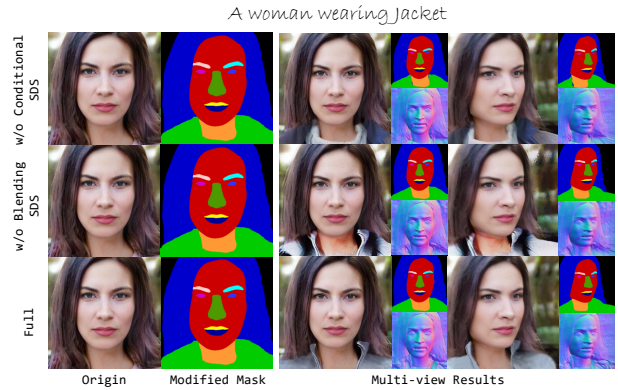 A woman wearing Jacket
w/o Conditional
SDS
w/o Blending
SDS
Full
Origin
Modified Mask
Multi-view Results